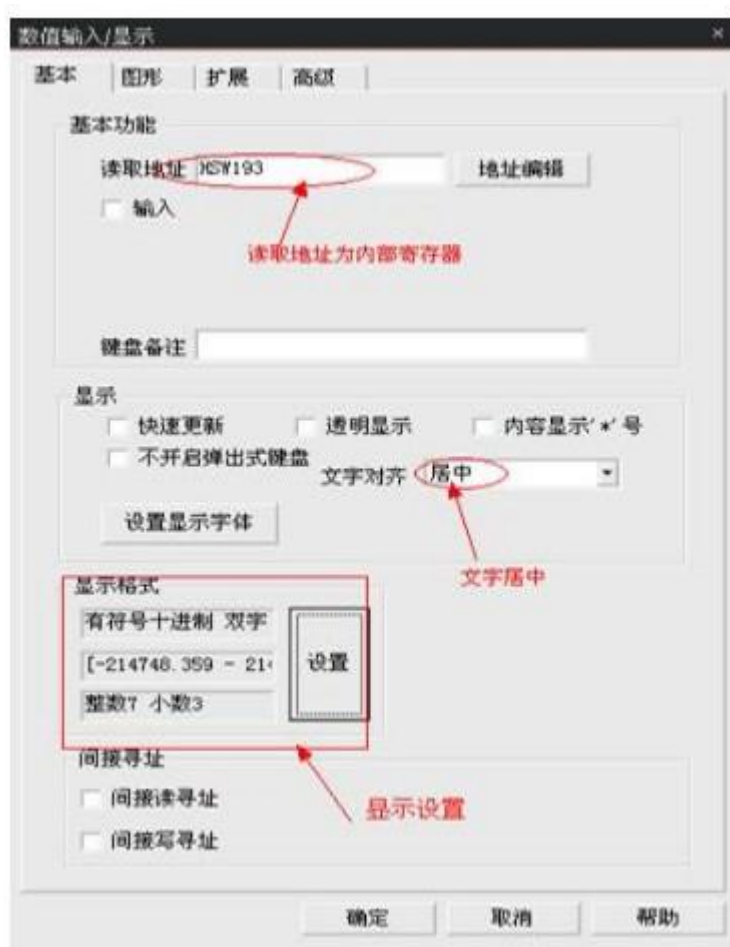 数值输入/显示 ×
基本 图形 扩展 高级
基本功能
读取地址 HSW193 地址编辑
输入
读取地址为内部寄存器
键盘备注
显示
快速更新 透明显示 内容显示'*'号
不开启弹出式键盘
文字对齐 居中
设置显示字体
文字居中
显示格式
有符号十进制 双字
[-214748.359 - 21
设置
整数7 小数3
间接寻址
间接读寻址
显示设置
间接写寻址
确定 取消 帮助